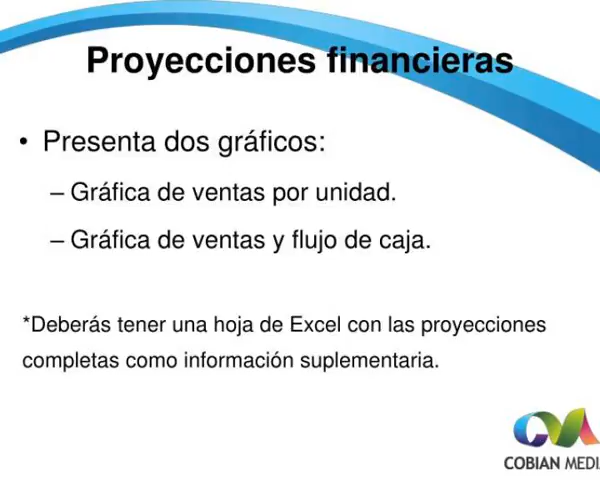 Proyecciones financieras
• Presenta dos gráficos:
– Gráfica de ventas por unidad.
– Gráfica de ventas y flujo de caja.
*Deberás tener una hoja de Excel con las proyecciones
completas como información suplementaria.
COBIAN MEDI